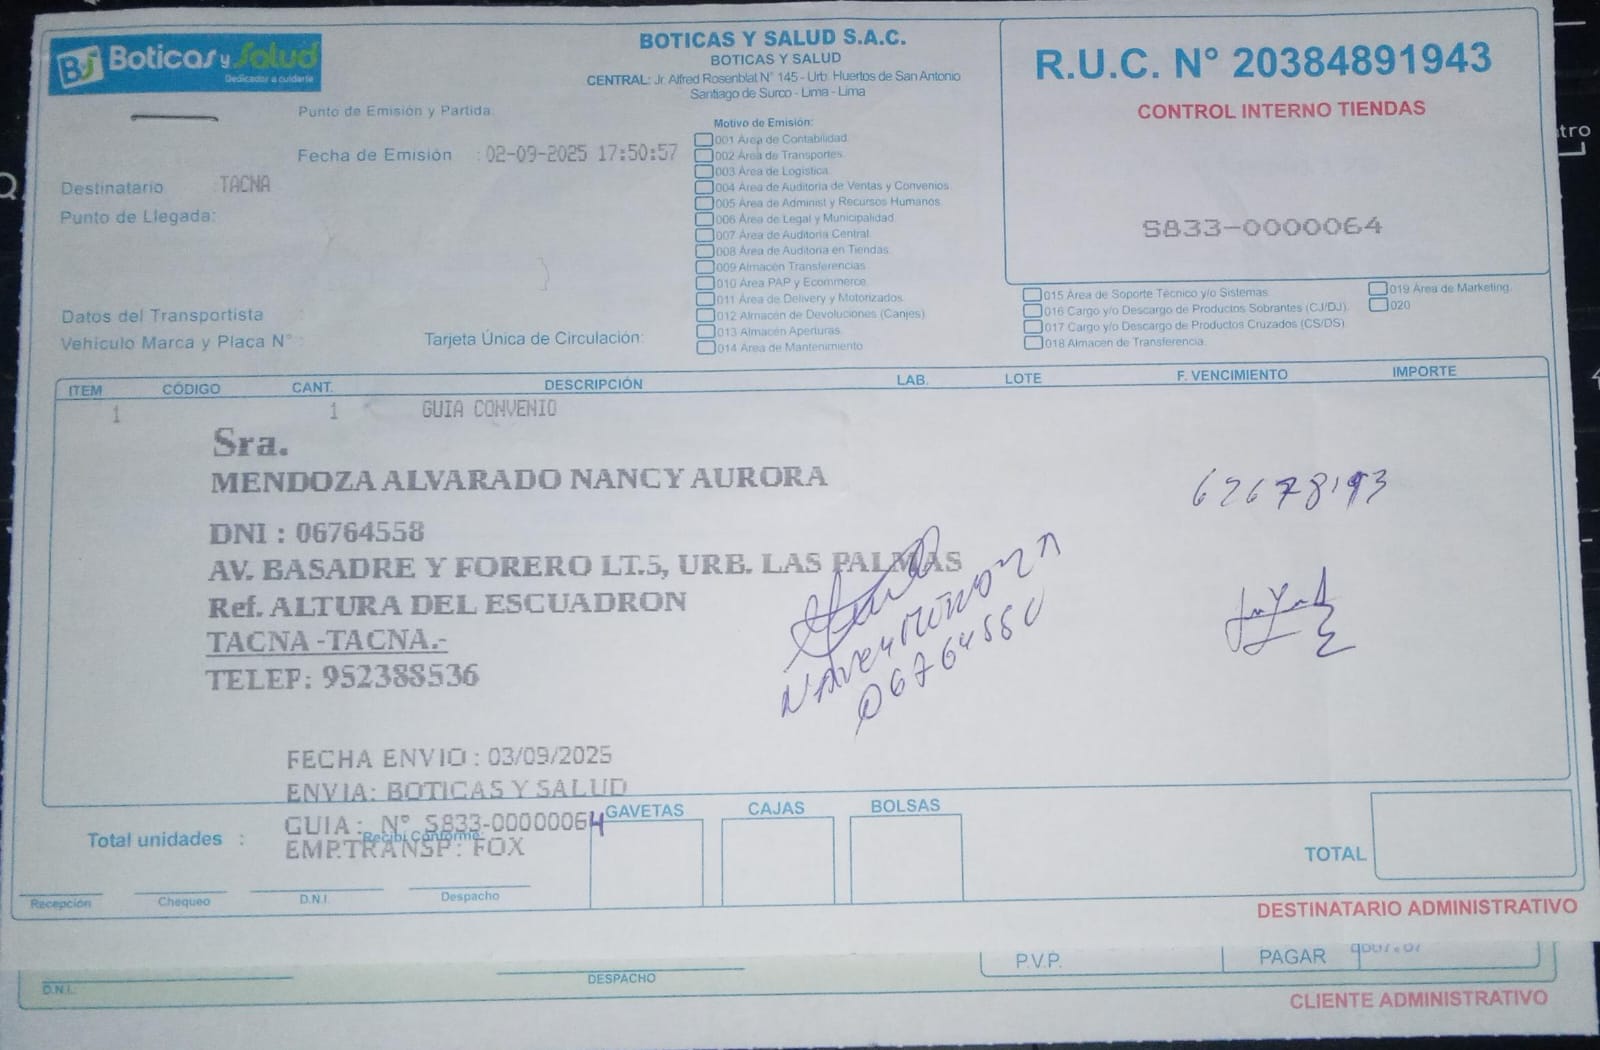 Boticas y Salud
Dedicados a cuidarte
BOTICAS Y SALUD S.A.C.
BOTICAS Y SALUD
CENTRAL: Jr. Alfred Rosenblat N° 145 - Urb. Huertos de San Antonio
Santiago de Surco - Lima - Lima
R.U.C. N° 20384891943
CONTROL INTERNO TIENDAS
S833-0000064
Punto de Emisión y Partida:
Fecha de Emisión : 02-09-2025 17:50:57
Destinatario : TACNA
Punto de Llegada:
Datos del Transportista
Vehículo Marca y Placa N° :
Tarjeta Única de Circulación:
Motivo de Emisión:
001 Área de Contabilidad
002 Área de Transportes
003 Área de Logística
004 Área de Auditoria de Ventas y Convenios
005 Área de Administ y Recursos Humanos
006 Área de Legal y Municipalidad
007 Área de Auditoria Central
008 Área de Auditoria en Tiendas
009 Almacén Transferencias
010 Área PAP y Ecommerce
011 Área de Delivery y Motorizados
012 Almacén de Devoluciones (Canjes)
013 Almacén Aperturas
014 Área de Mantenimiento
015 Área de Soporte Técnico y/o Sistemas
016 Cargo y/o Descargo de Productos Sobrantes (CJ/DJ)
017 Cargo y/o Descargo de Productos Cruzados (CS/DS)
018 Almacén de Transferencia
019 Área de Marketing
020
ITEM CÓDIGO CANT. DESCRIPCIÓN LAB. LOTE F. VENCIMIENTO IMPORTE
1 1 GUIA CONVENIO
Sra.
MENDOZA ALVARADO NANCY AURORA
DNI : 06764558
AV. BASADRE Y FORERO LT.5, URB. LAS PALMAS
Ref. ALTURA DEL ESCUADRON
TACNA -TACNA.-
TELEF: 952388536
FECHA ENVIO : 03/09/2025
ENVIA: BOTICAS Y SALUD
GUIA : N° S833-00000064
EMP.TRANSP: FOX
Recibí Conforme:
Total unidades :
GAVETAS CAJAS BOLSAS
TOTAL
Recepción Chequeo D.N.I. Despacho
DESTINATARIO ADMINISTRATIVO
P.V.P. PAGAR
D.N.I. DESPACHO
CLIENTE ADMINISTRATIVO